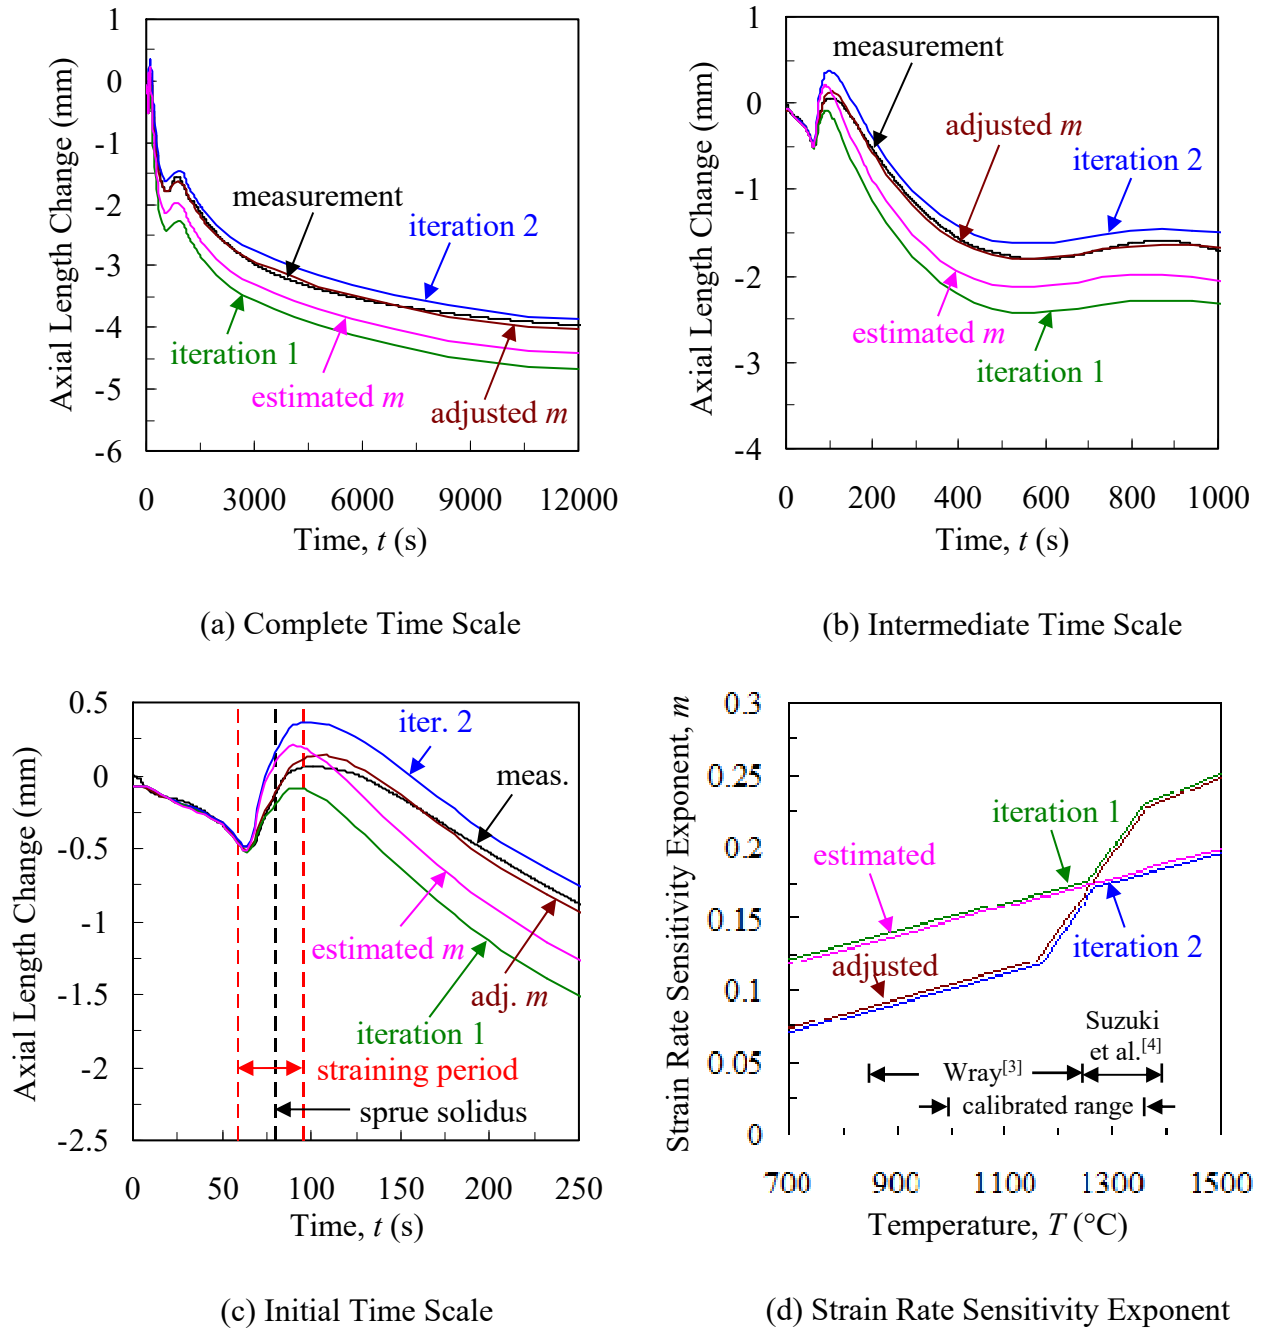 1
0
-1
-2
-3
-4
-5
-6
Axial Length Change (mm)
measurement
iteration 2
iteration 1
estimated m
adjusted m
0 3000 6000 9000 12000
Time, t (s)
(a) Complete Time Scale
1
0
-1
-2
-3
-4
Axial Length Change (mm)
measurement
adjusted m
iteration 2
estimated m
iteration 1
0 200 400 600 800 1000
Time, t (s)
(b) Intermediate Time Scale
0.5
0
-0.5
-1
-1.5
-2
-2.5
Axial Length Change (mm)
iter. 2
meas.
estimated m
adj. m
iteration 1
straining period
sprue solidus
0 50 100 150 200 250
Time, t (s)
(c) Initial Time Scale
0.3
0.25
0.2
0.15
0.1
0.05
0
Strain Rate Sensitivity Exponent, m
iteration 1
estimated
iteration 2
adjusted
Suzuki
et al.[4]
Wray[3]
calibrated range
700 900 1100 1300 1500
Temperature, T (°C)
(d) Strain Rate Sensitivity Exponent